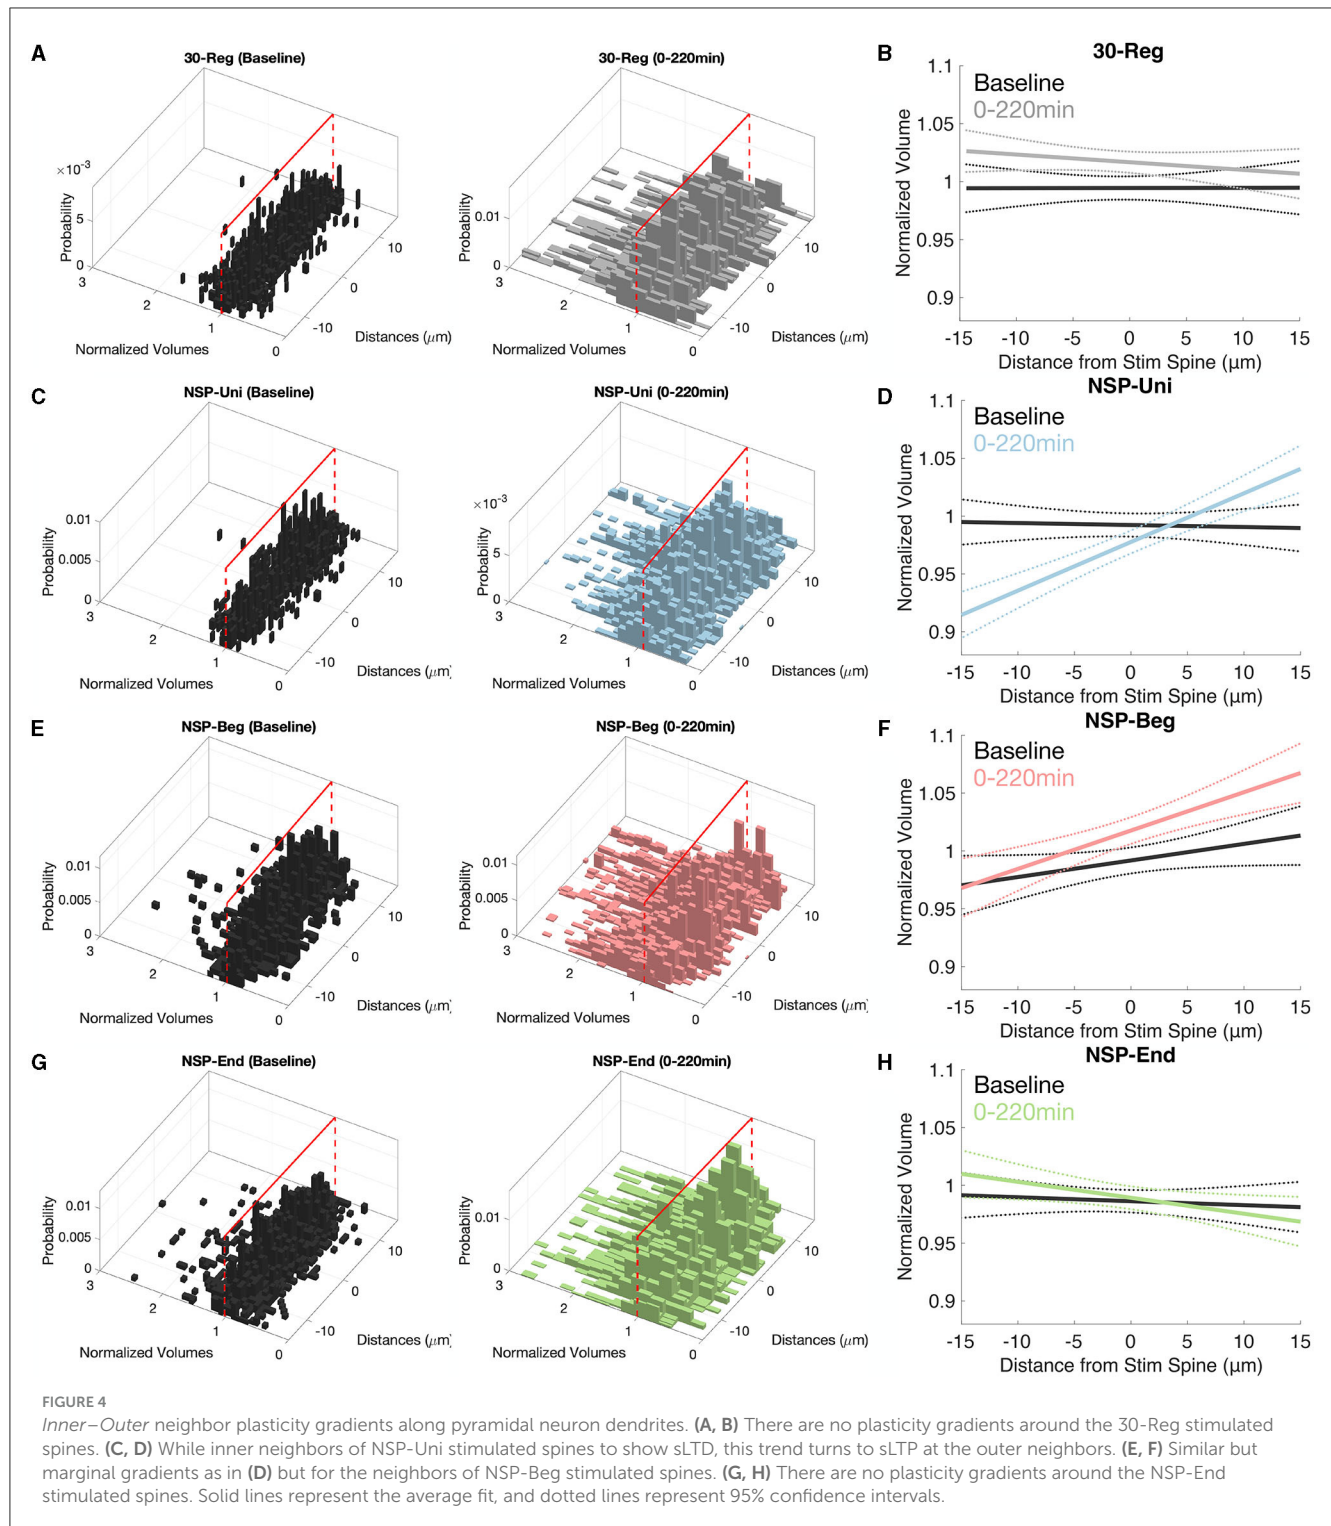 A
30-Reg (Baseline)
×10⁻³
5
0
Probability
3
2
1
0
Normalized Volumes
-10
0
10
Distances (μm)
30-Reg (0-220min)
0.01
0
Probability
3
2
1
0
Normalized Volumes
-10
0
10
Distances (μm)
B
30-Reg
Baseline
0-220min
1.1
1.05
1
0.95
0.9
Normalized Volume
-15 -10 -5 0 5 10 15
Distance from Stim Spine (μm)
C
NSP-Uni (Baseline)
0.01
0.005
0
Probability
3
2
1
0
Normalized Volumes
-10
0
10
Distances (μm)
NSP-Uni (0-220min)
×10⁻³
5
0
Probability
3
2
1
0
Normalized Volumes
-10
0
10
Distances (μm)
D
NSP-Uni
Baseline
0-220min
1.1
1.05
1
0.95
0.9
Normalized Volume
-15 -10 -5 0 5 10 15
Distance from Stim Spine (μm)
E
NSP-Beg (Baseline)
0.01
0.005
0
Probability
3
2
1
0
Normalized Volumes
-10
0
10
Distances (μm)
NSP-Beg (0-220min)
0.01
0.005
0
Probability
3
2
1
0
Normalized Volumes
-10
0
10
Distances (μm)
F
NSP-Beg
Baseline
0-220min
1.1
1.05
1
0.95
0.9
Normalized Volume
-15 -10 -5 0 5 10 15
Distance from Stim Spine (μm)
G
NSP-End (Baseline)
0.01
0.005
0
Probability
3
2
1
0
Normalized Volumes
-10
0
10
Distances (μm)
NSP-End (0-220min)
0.01
0
Probability
3
2
1
0
Normalized Volumes
-10
0
10
Distances (μm)
H
NSP-End
Baseline
0-220min
1.1
1.05
1
0.95
0.9
Normalized Volume
-15 -10 -5 0 5 10 15
Distance from Stim Spine (μm)
FIGURE 4
Inner–Outer neighbor plasticity gradients along pyramidal neuron dendrites. (A, B) There are no plasticity gradients around the 30-Reg stimulated
spines. (C, D) While inner neighbors of NSP-Uni stimulated spines to show sLTD, this trend turns to sLTP at the outer neighbors. (E, F) Similar but
marginal gradients as in (D) but for the neighbors of NSP-Beg stimulated spines. (G, H) There are no plasticity gradients around the NSP-End
stimulated spines. Solid lines represent the average fit, and dotted lines represent 95% confidence intervals.